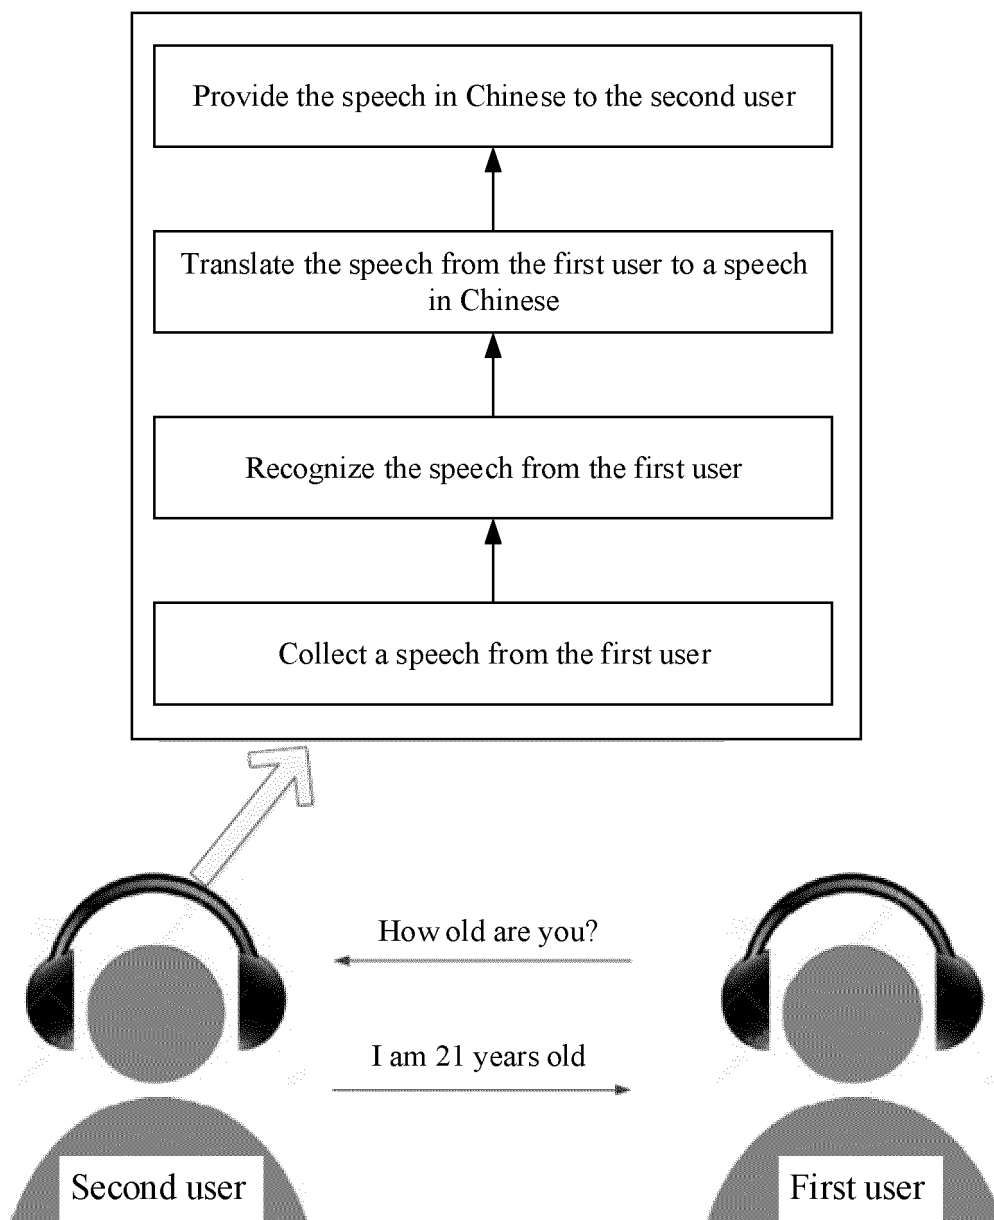 Provide the speech in Chinese to the second user
Translate the speech from the first user to a speech
in Chinese
Recognize the speech from the first user
Collect a speech from the first user
How old are you?
I am 21 years old
Second user
First user